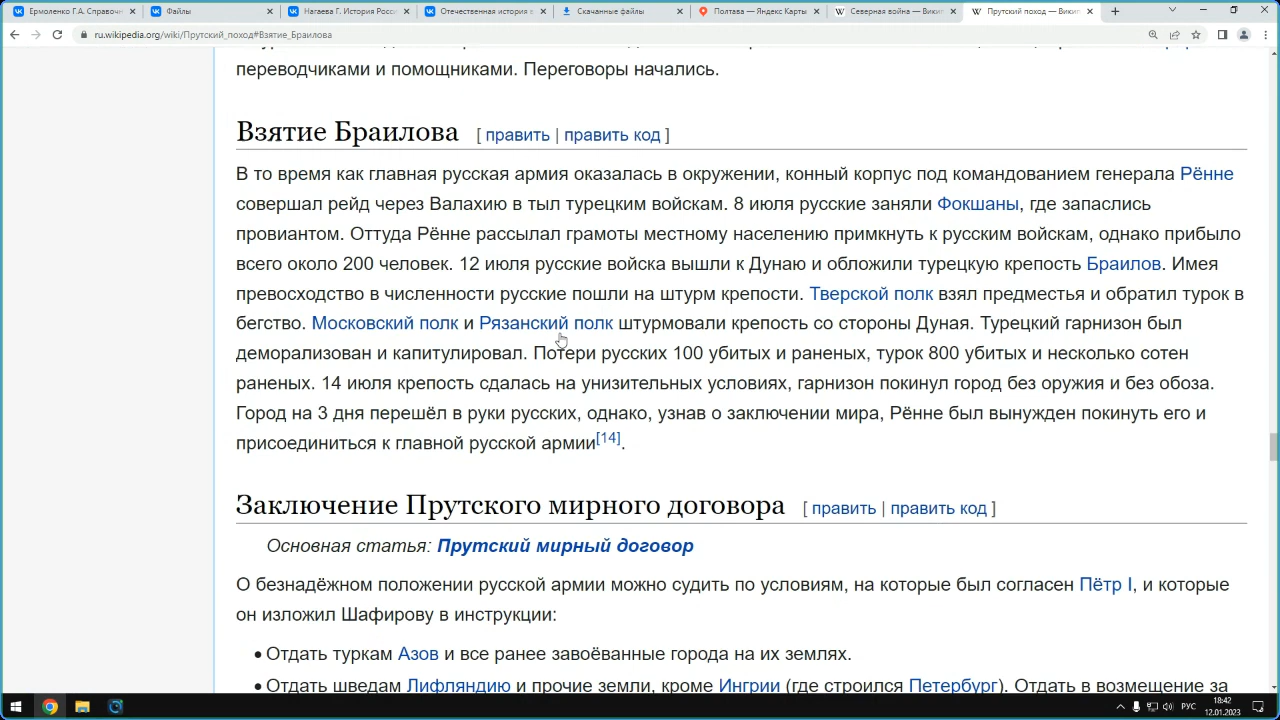 Ермоленко Г.А. Справочн
Файлы
Нагаева Г. История Росси
Отечественная история в
Скачанные файлы
Полтава — Яндекс Карты
Северная война — Викип
Прутский поход — Викип
ru.wikipedia.org/wiki/Прутский_поход#Взятие_Браилова
переводчиками и помощниками. Переговоры начались.
Взятие Браилова [ править | править код ]
В то время как главная русская армия оказалась в окружении, конный корпус под командованием генерала Рённе
совершал рейд через Валахию в тыл турецким войскам. 8 июля русские заняли Фокшаны, где запаслись
провиантом. Оттуда Рённе рассылал грамоты местному населению примкнуть к русским войскам, однако прибыло
всего около 200 человек. 12 июля русские войска вышли к Дунаю и обложили турецкую крепость Браилов. Имея
превосходство в численности русские пошли на штурм крепости. Тверской полк взял предместья и обратил турок в
бегство. Московский полк и Рязанский полк штурмовали крепость со стороны Дуная. Турецкий гарнизон был
деморализован и капитулировал. Потери русских 100 убитых и раненых, турок 800 убитых и несколько сотен
раненых. 14 июля крепость сдалась на унизительных условиях, гарнизон покинул город без оружия и без обоза.
Город на 3 дня перешёл в руки русских, однако, узнав о заключении мира, Рённе был вынужден покинуть его и
присоединиться к главной русской армии[14].
Заключение Прутского мирного договора [ править | править код ]
Основная статья: Прутский мирный договор
О безнадёжном положении русской армии можно судить по условиям, на которые был согласен Пётр I, и которые
он изложил Шафирову в инструкции:
• Отдать туркам Азов и все ранее завоёванные города на их землях.
• Отдать шведам Лифляндию и прочие земли, кроме Ингрии (где строился Петербург). Отдать в возмещение за
РУС
18:42
12.01.2023